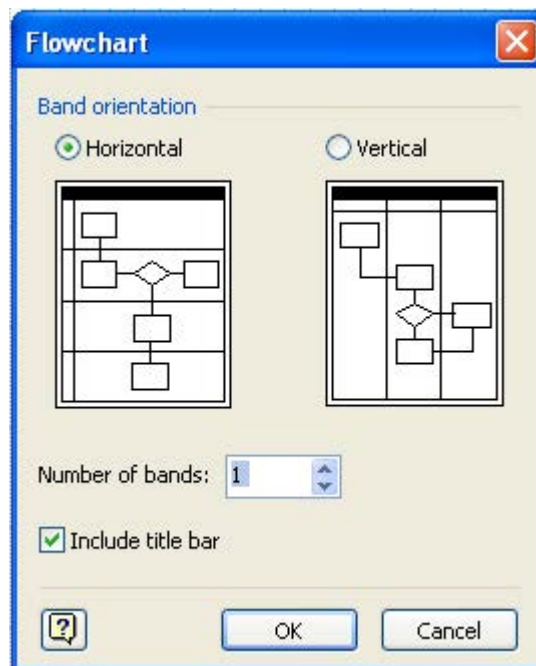 Flowchart
Band orientation
Horizontal Vertical
Number of bands: 1
Include title bar
? OK Cancel